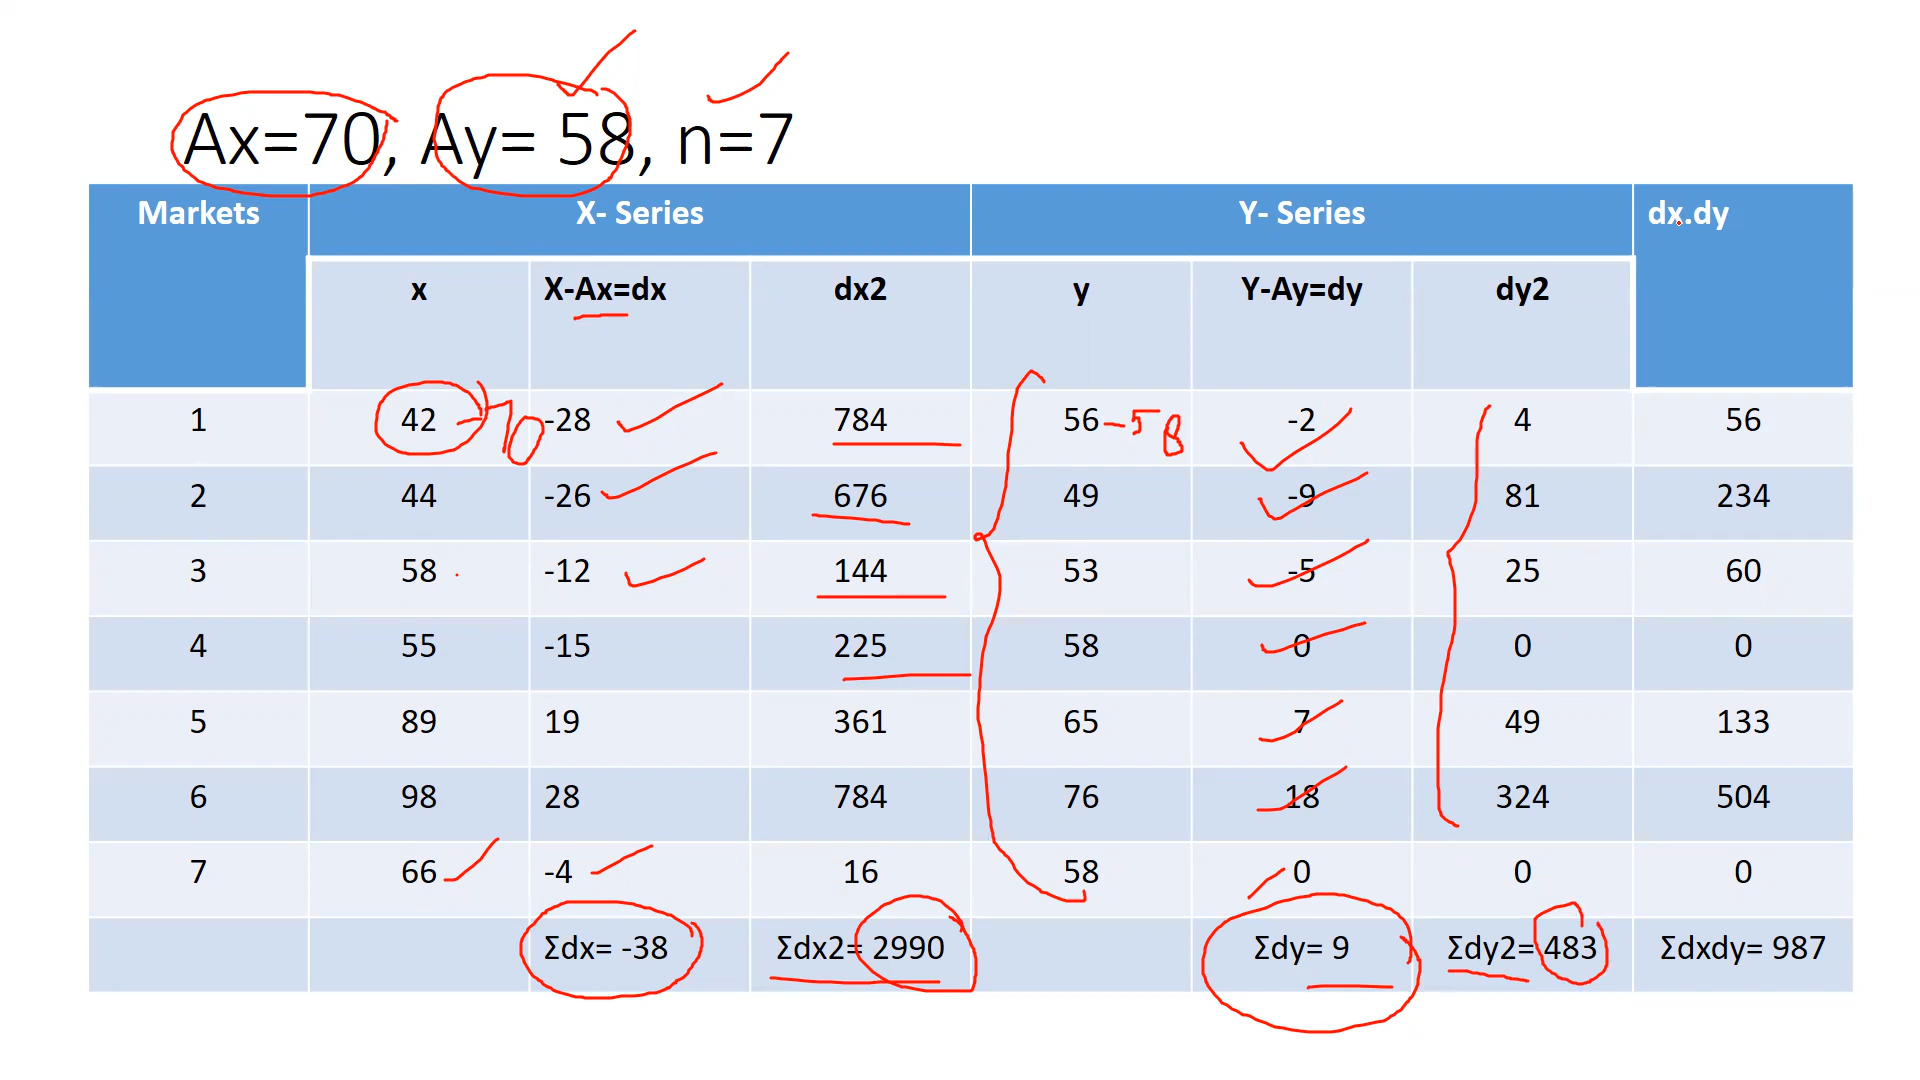 Ax=70, Ay= 58, n=7
Markets X- Series Y- Series dx.dy
x X-Ax=dx dx2 y Y-Ay=dy dy2
1 42 -70 -28 784 56 -58 -2 4 56
2 44 -26 676 49 -9 81 234
3 58 -12 144 53 -5 25 60
4 55 -15 225 58 0 0 0
5 89 19 361 65 7 49 133
6 98 28 784 76 18 324 504
7 66 -4 16 58 0 0 0
Σdx= -38 Σdx2= 2990 Σdy= 9 Σdy2= 483 Σdxdy= 987